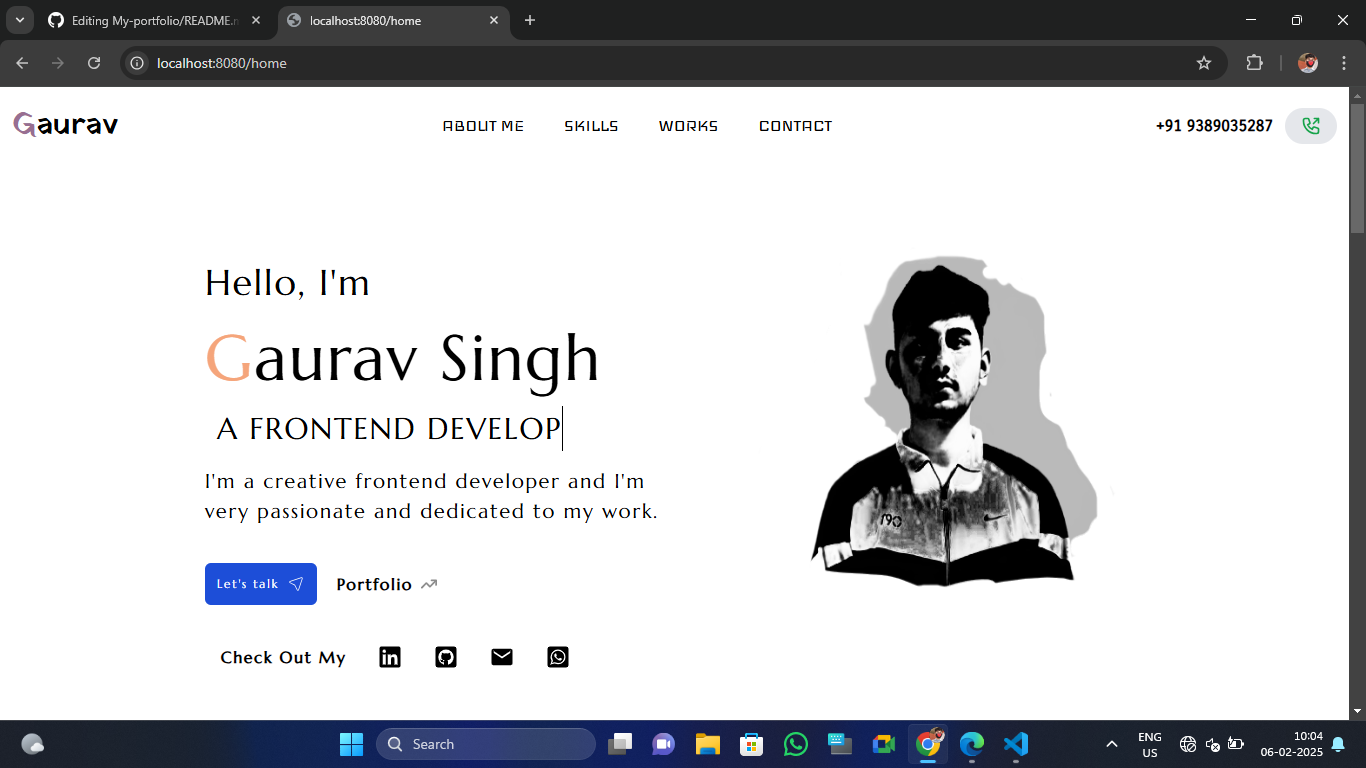 Editing My-portfolio/README.m
localhost:8080/home
localhost:8080/home
Gaurav
ABOUT ME
SKILLS
WORKS
CONTACT
+91 9389035287
Hello, I'm
Gaurav Singh
A FRONTEND DEVELOP
I'm a creative frontend developer and I'm
very passionate and dedicated to my work.
Let's talk
Portfolio
Check Out My
in
190
Search
ENG
US
10:04
06-02-2025